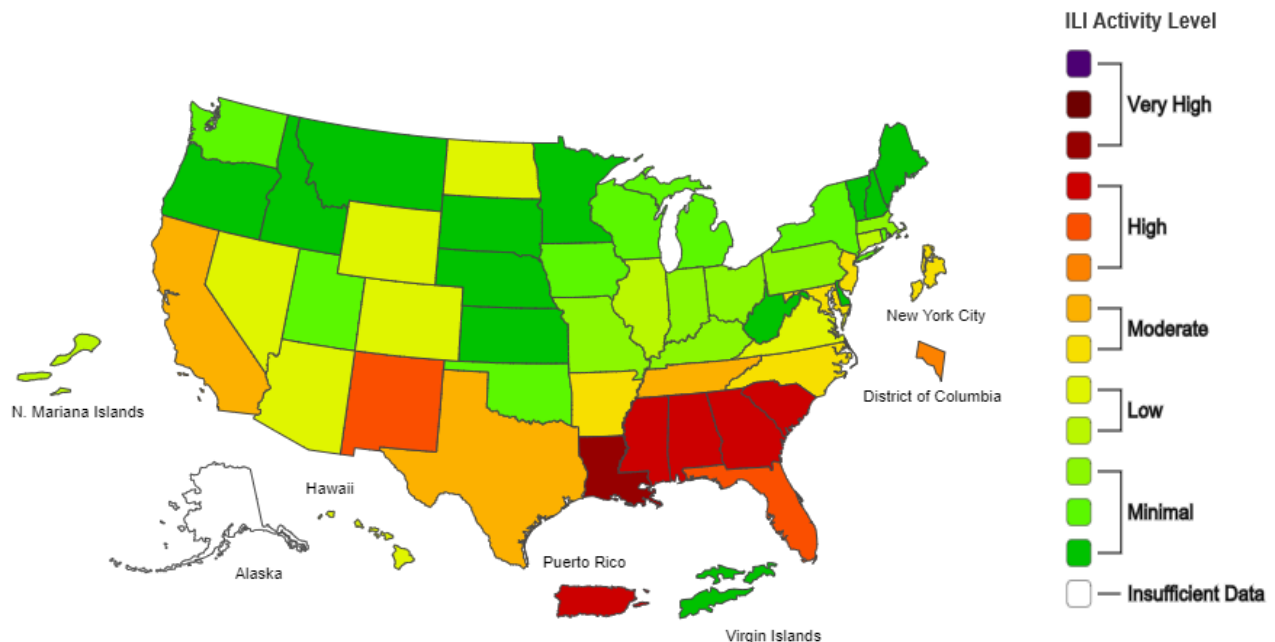 ILI Activity Level
Very High
High
Moderate
Low
Minimal
Insufficient Data
New York City
District of Columbia
N. Mariana Islands
Hawaii
Alaska
Puerto Rico
Virgin Islands